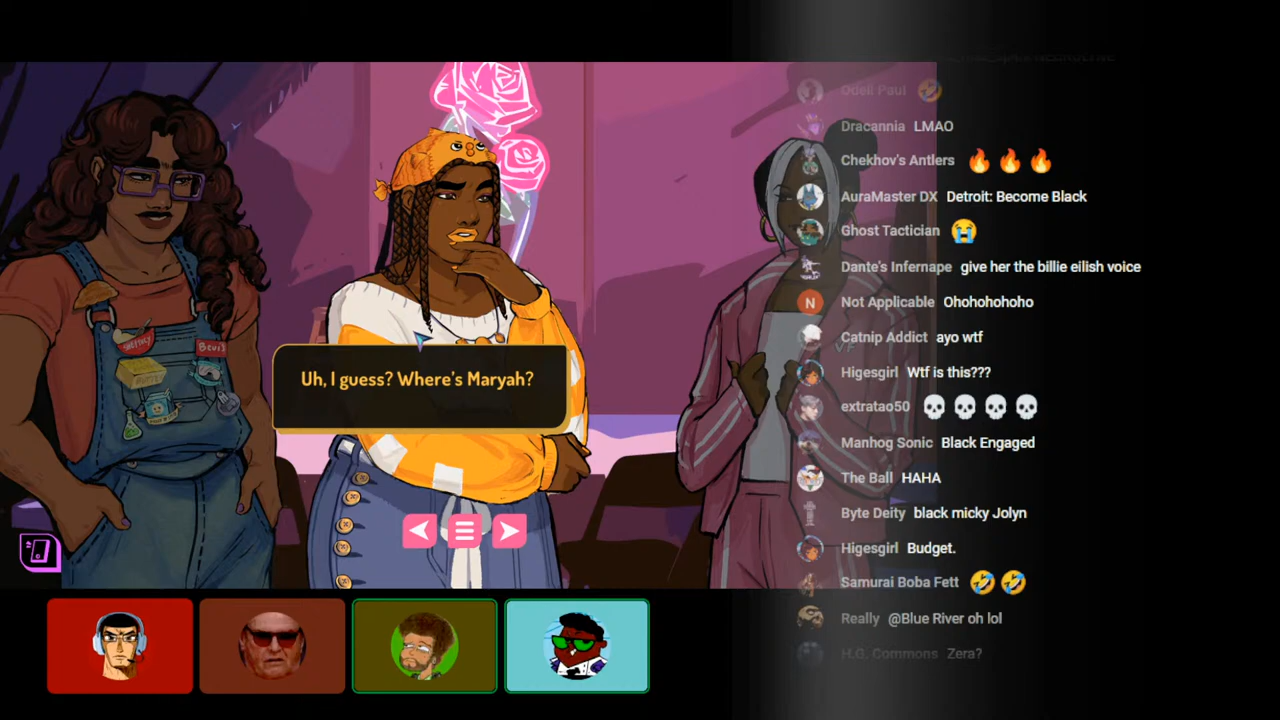 Odell Paul 🤣
Dracannia LMAO
Chekhov's Antlers 🔥🔥🔥
AuraMaster DX Detroit: Become Black
Ghost Tactician 😭
Dante's Infernape give her the billie eilish voice
N Not Applicable Ohohohohoho
Catnip Addict ayo wtf
Higesgirl Wtf is this???
extratao50 💀💀💀💀
Manhog Sonic Black Engaged
The Ball HAHA
Byte Deity black micky Jolyn
Higesgirl Budget.
Samurai Boba Fett 🤣🤣
Really @Blue River oh lol
H.G. Commons Zera?
Uh, I guess? Where's Maryah?